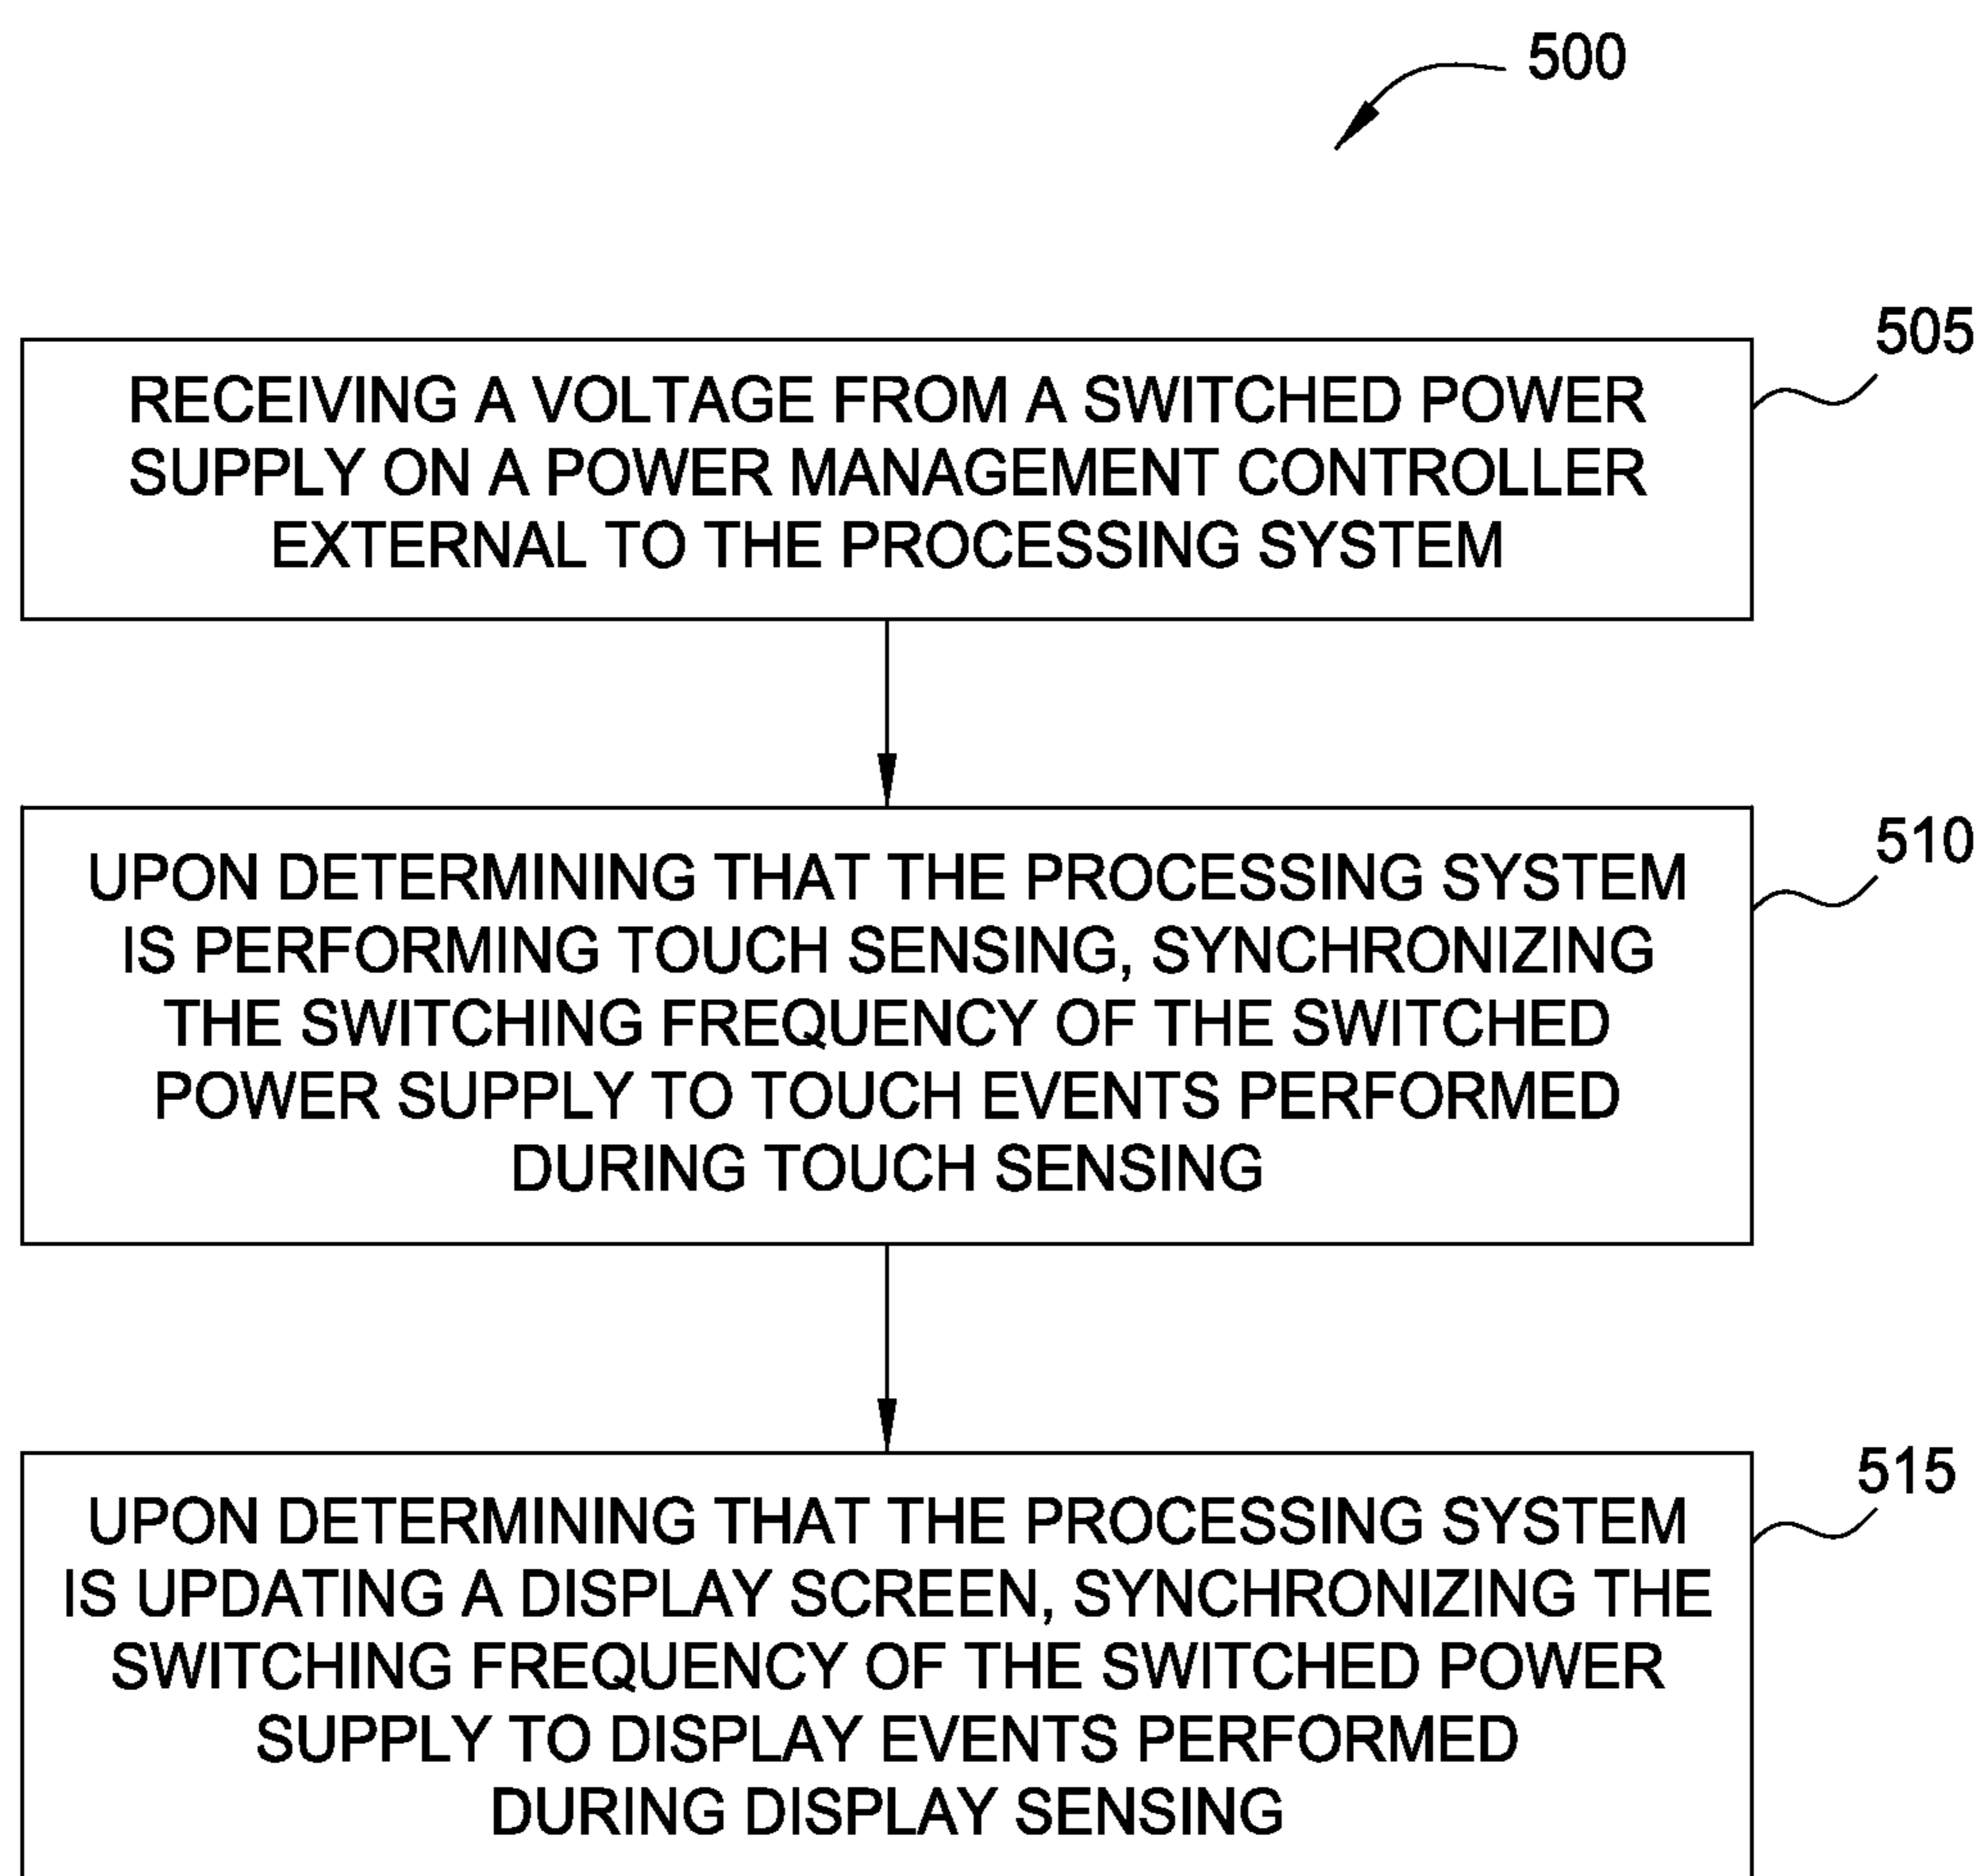 500
505
RECEIVING A VOLTAGE FROM A SWITCHED POWER
SUPPLY ON A POWER MANAGEMENT CONTROLLER
EXTERNAL TO THE PROCESSING SYSTEM
510
UPON DETERMINING THAT THE PROCESSING SYSTEM
IS PERFORMING TOUCH SENSING, SYNCHRONIZING
THE SWITCHING FREQUENCY OF THE SWITCHED
POWER SUPPLY TO TOUCH EVENTS PERFORMED
DURING TOUCH SENSING
515
UPON DETERMINING THAT THE PROCESSING SYSTEM
IS UPDATING A DISPLAY SCREEN, SYNCHRONIZING THE
SWITCHING FREQUENCY OF THE SWITCHED POWER
SUPPLY TO DISPLAY EVENTS PERFORMED
DURING DISPLAY SENSING